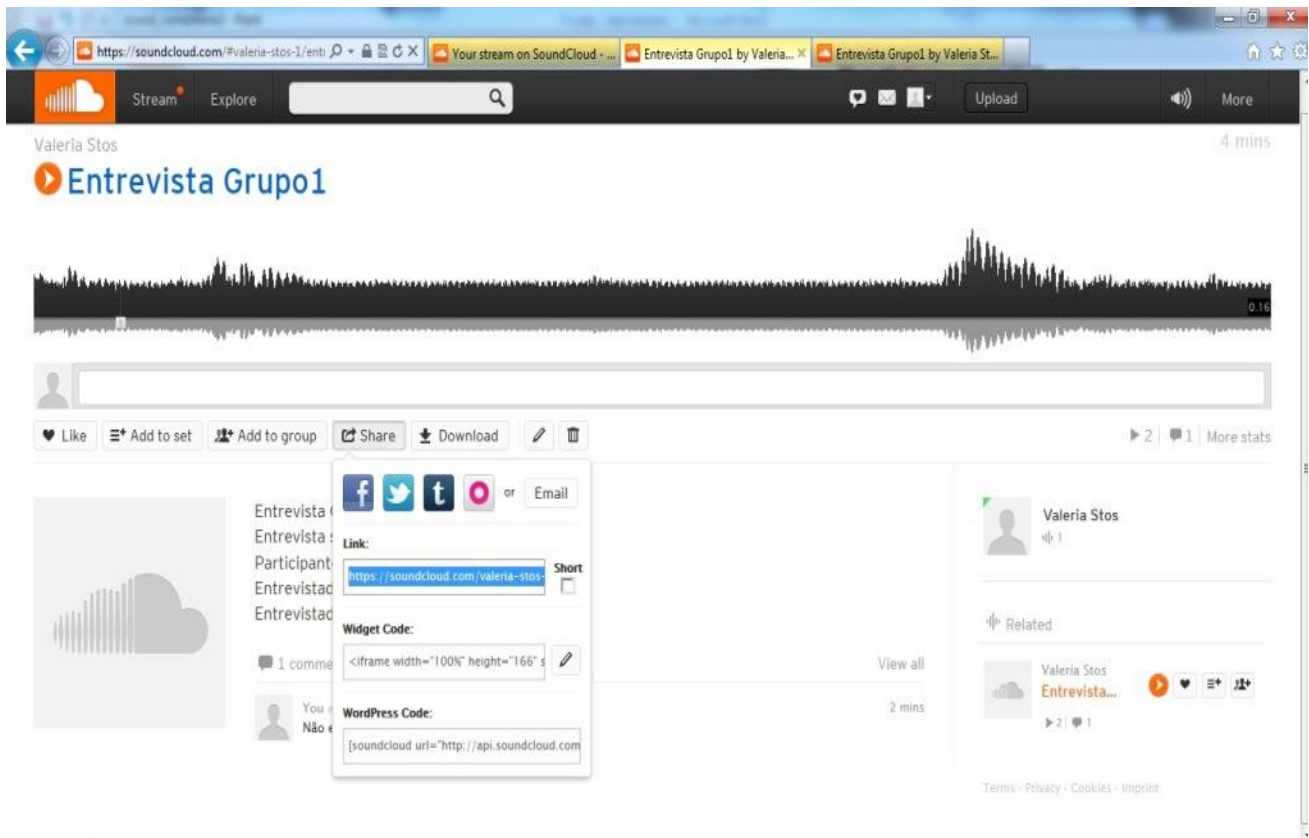 https://soundcloud.com/#valeria-stos-1/ent
Your stream on SoundCloud - ...
Entrevista Grupo1 by Valeria...
Entrevista Grupo1 by Valeria St...
Stream
Explore
Upload
More
Valeria Stos
4 mins
Entrevista Grupo1
0.16
Like
Add to set
Add to group
Share
Download
2
1
More stats
or
Email
Entrevista
Entrevista
Participant
Entrevistad
Entrevistad
Link:
https://soundcloud.com/valeria-stos-
Short
Widget Code:
<iframe width="100%" height="166" s
1 comme
View all
You
Não e
2 mins
WordPress Code:
[soundcloud url="http://api.soundcloud.com
Valeria Stos
1
Related
Valeria Stos
Entrevista...
2
1
Terms - Privacy - Cookies - Imprint